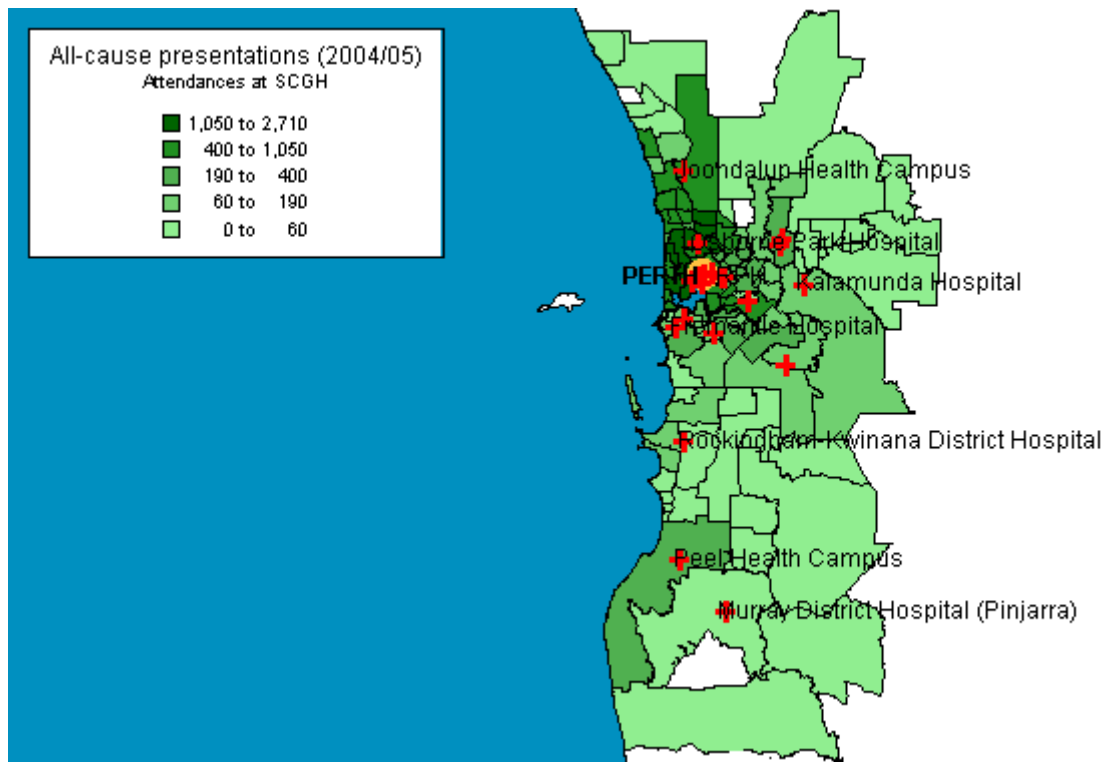 All-cause presentations (2004/05)
Attendances at SCGH
1,050 to 2,710
400 to 1,050
190 to 400
60 to 190
0 to 60
Joondalup Health Campus
Osborne Park Hospital
PERTH RPH
Kalamunda Hospital
Fremantle Hospital
Rockingham-Kwinana District Hospital
Peel Health Campus
Murray District Hospital (Pinjarra)